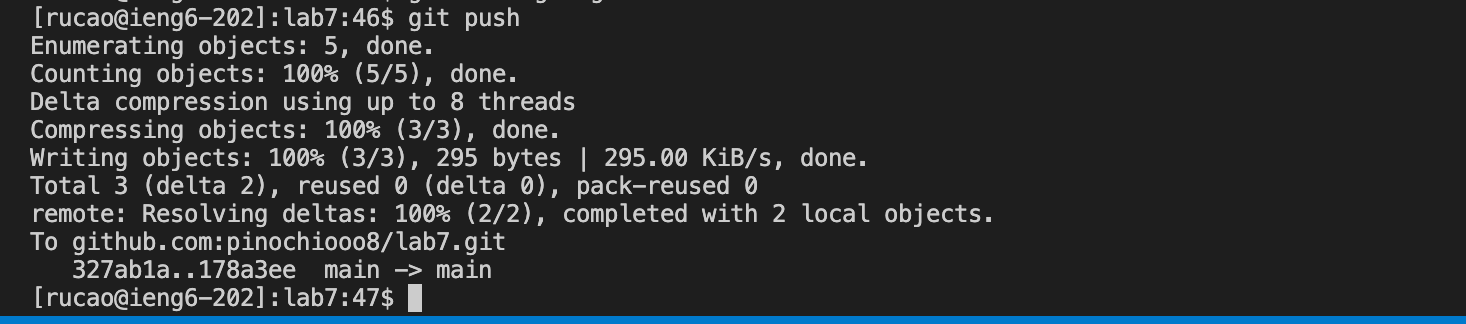 [rucao@ieng6-202]:lab7:46$ git push
Enumerating objects: 5, done.
Counting objects: 100% (5/5), done.
Delta compression using up to 8 threads
Compressing objects: 100% (3/3), done.
Writing objects: 100% (3/3), 295 bytes | 295.00 KiB/s, done.
Total 3 (delta 2), reused 0 (delta 0), pack-reused 0
remote: Resolving deltas: 100% (2/2), completed with 2 local objects.
To github.com:pinochiooo8/lab7.git
   327ab1a..178a3ee  main -> main
[rucao@ieng6-202]:lab7:47$